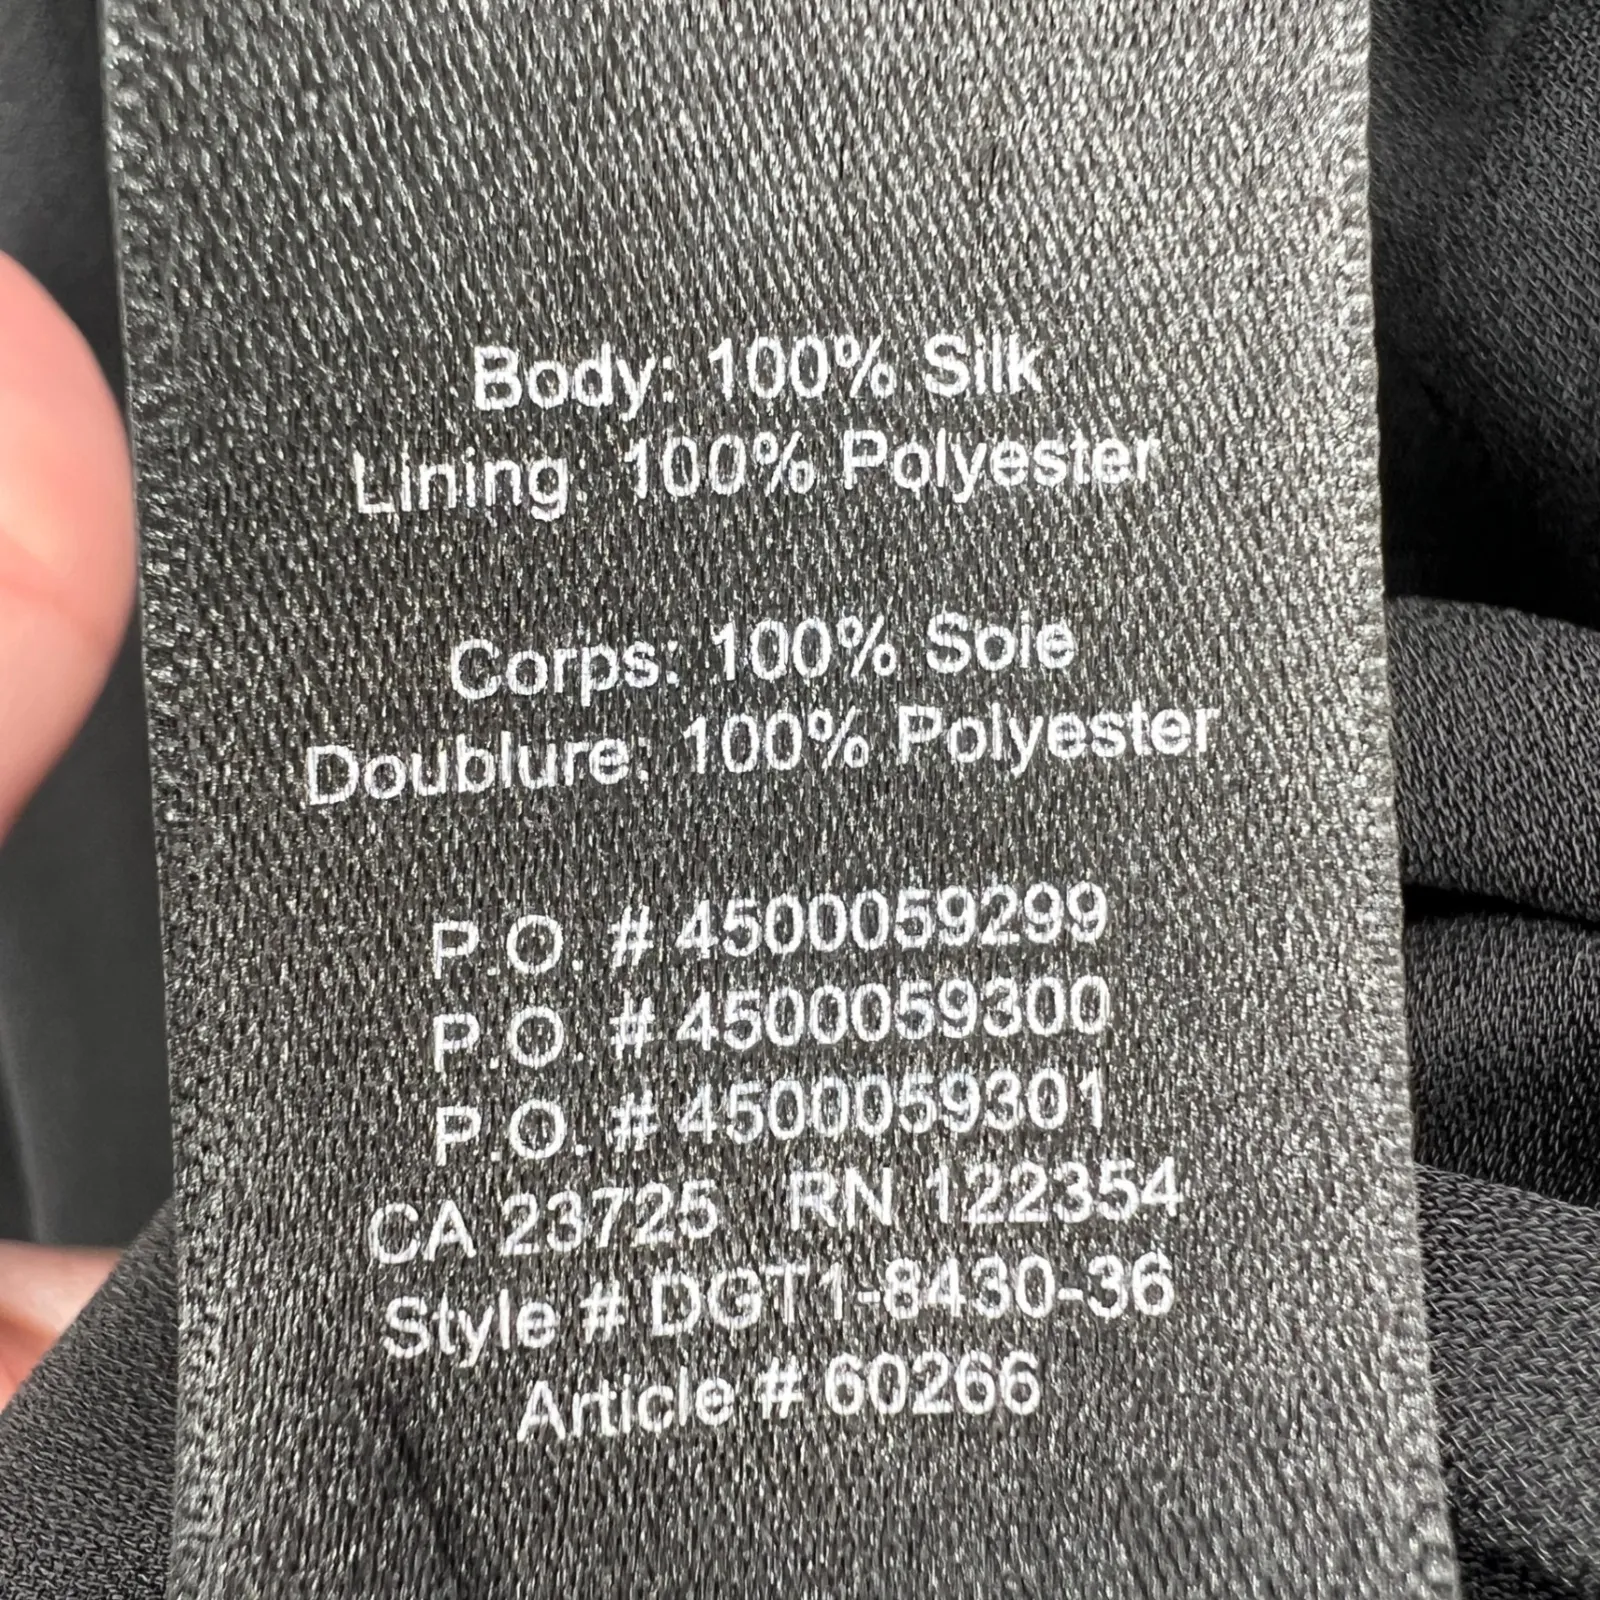 Body: 100% Silk
Lining: 100% Polyester
Corps: 100% Soie
Doublure: 100% Polyester
P.O. # 4500059299
P.O. # 4500059300
P.O. # 4500059301
CA 23725 RN 122354
Style # DGT1-8430-36
Article # 60266